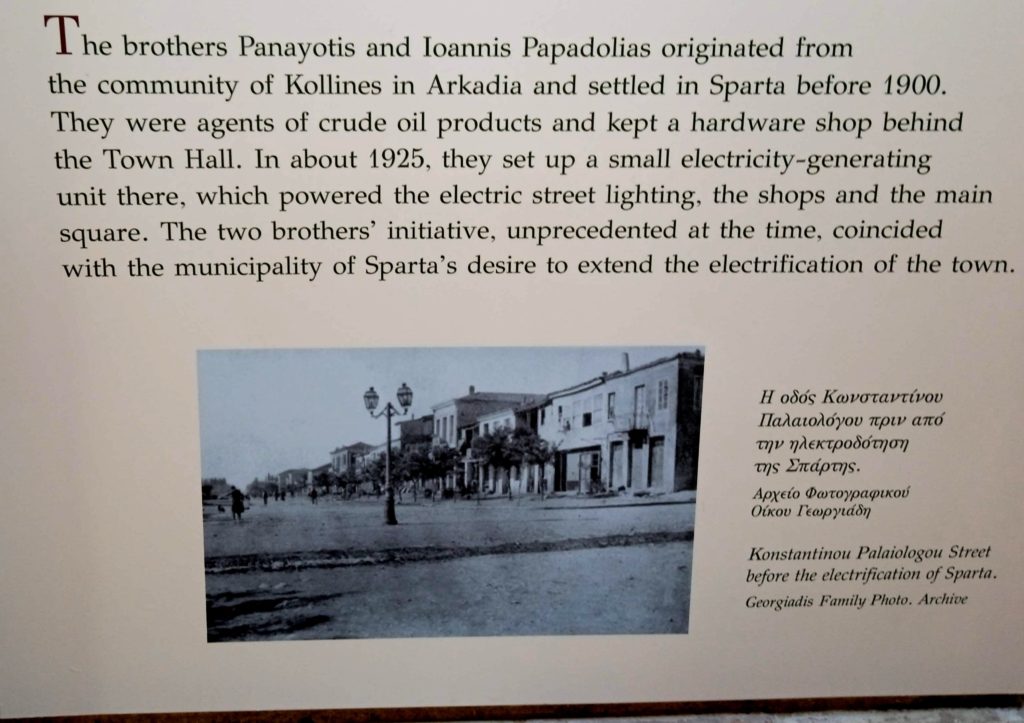 The brothers Panayotis and Ioannis Papadolias originated from
the community of Kollines in Arkadia and settled in Sparta before 1900.
They were agents of crude oil products and kept a hardware shop behind
the Town Hall. In about 1925, they set up a small electricity-generating
unit there, which powered the electric street lighting, the shops and the main
square. The two brothers’ initiative, unprecedented at the time, coincided
with the municipality of Sparta’s desire to extend the electrification of the town.
Η οδός Κωνσταντίνου
Παλαιολόγου πριν από
την ηλεκτροδότηση
της Σπάρτης.
Αρχείο Φωτογραφικού
Οίκου Γεωργιάδη
Konstantinou Palaiologou Street
before the electrification of Sparta.
Georgiadis Family Photo. Archive